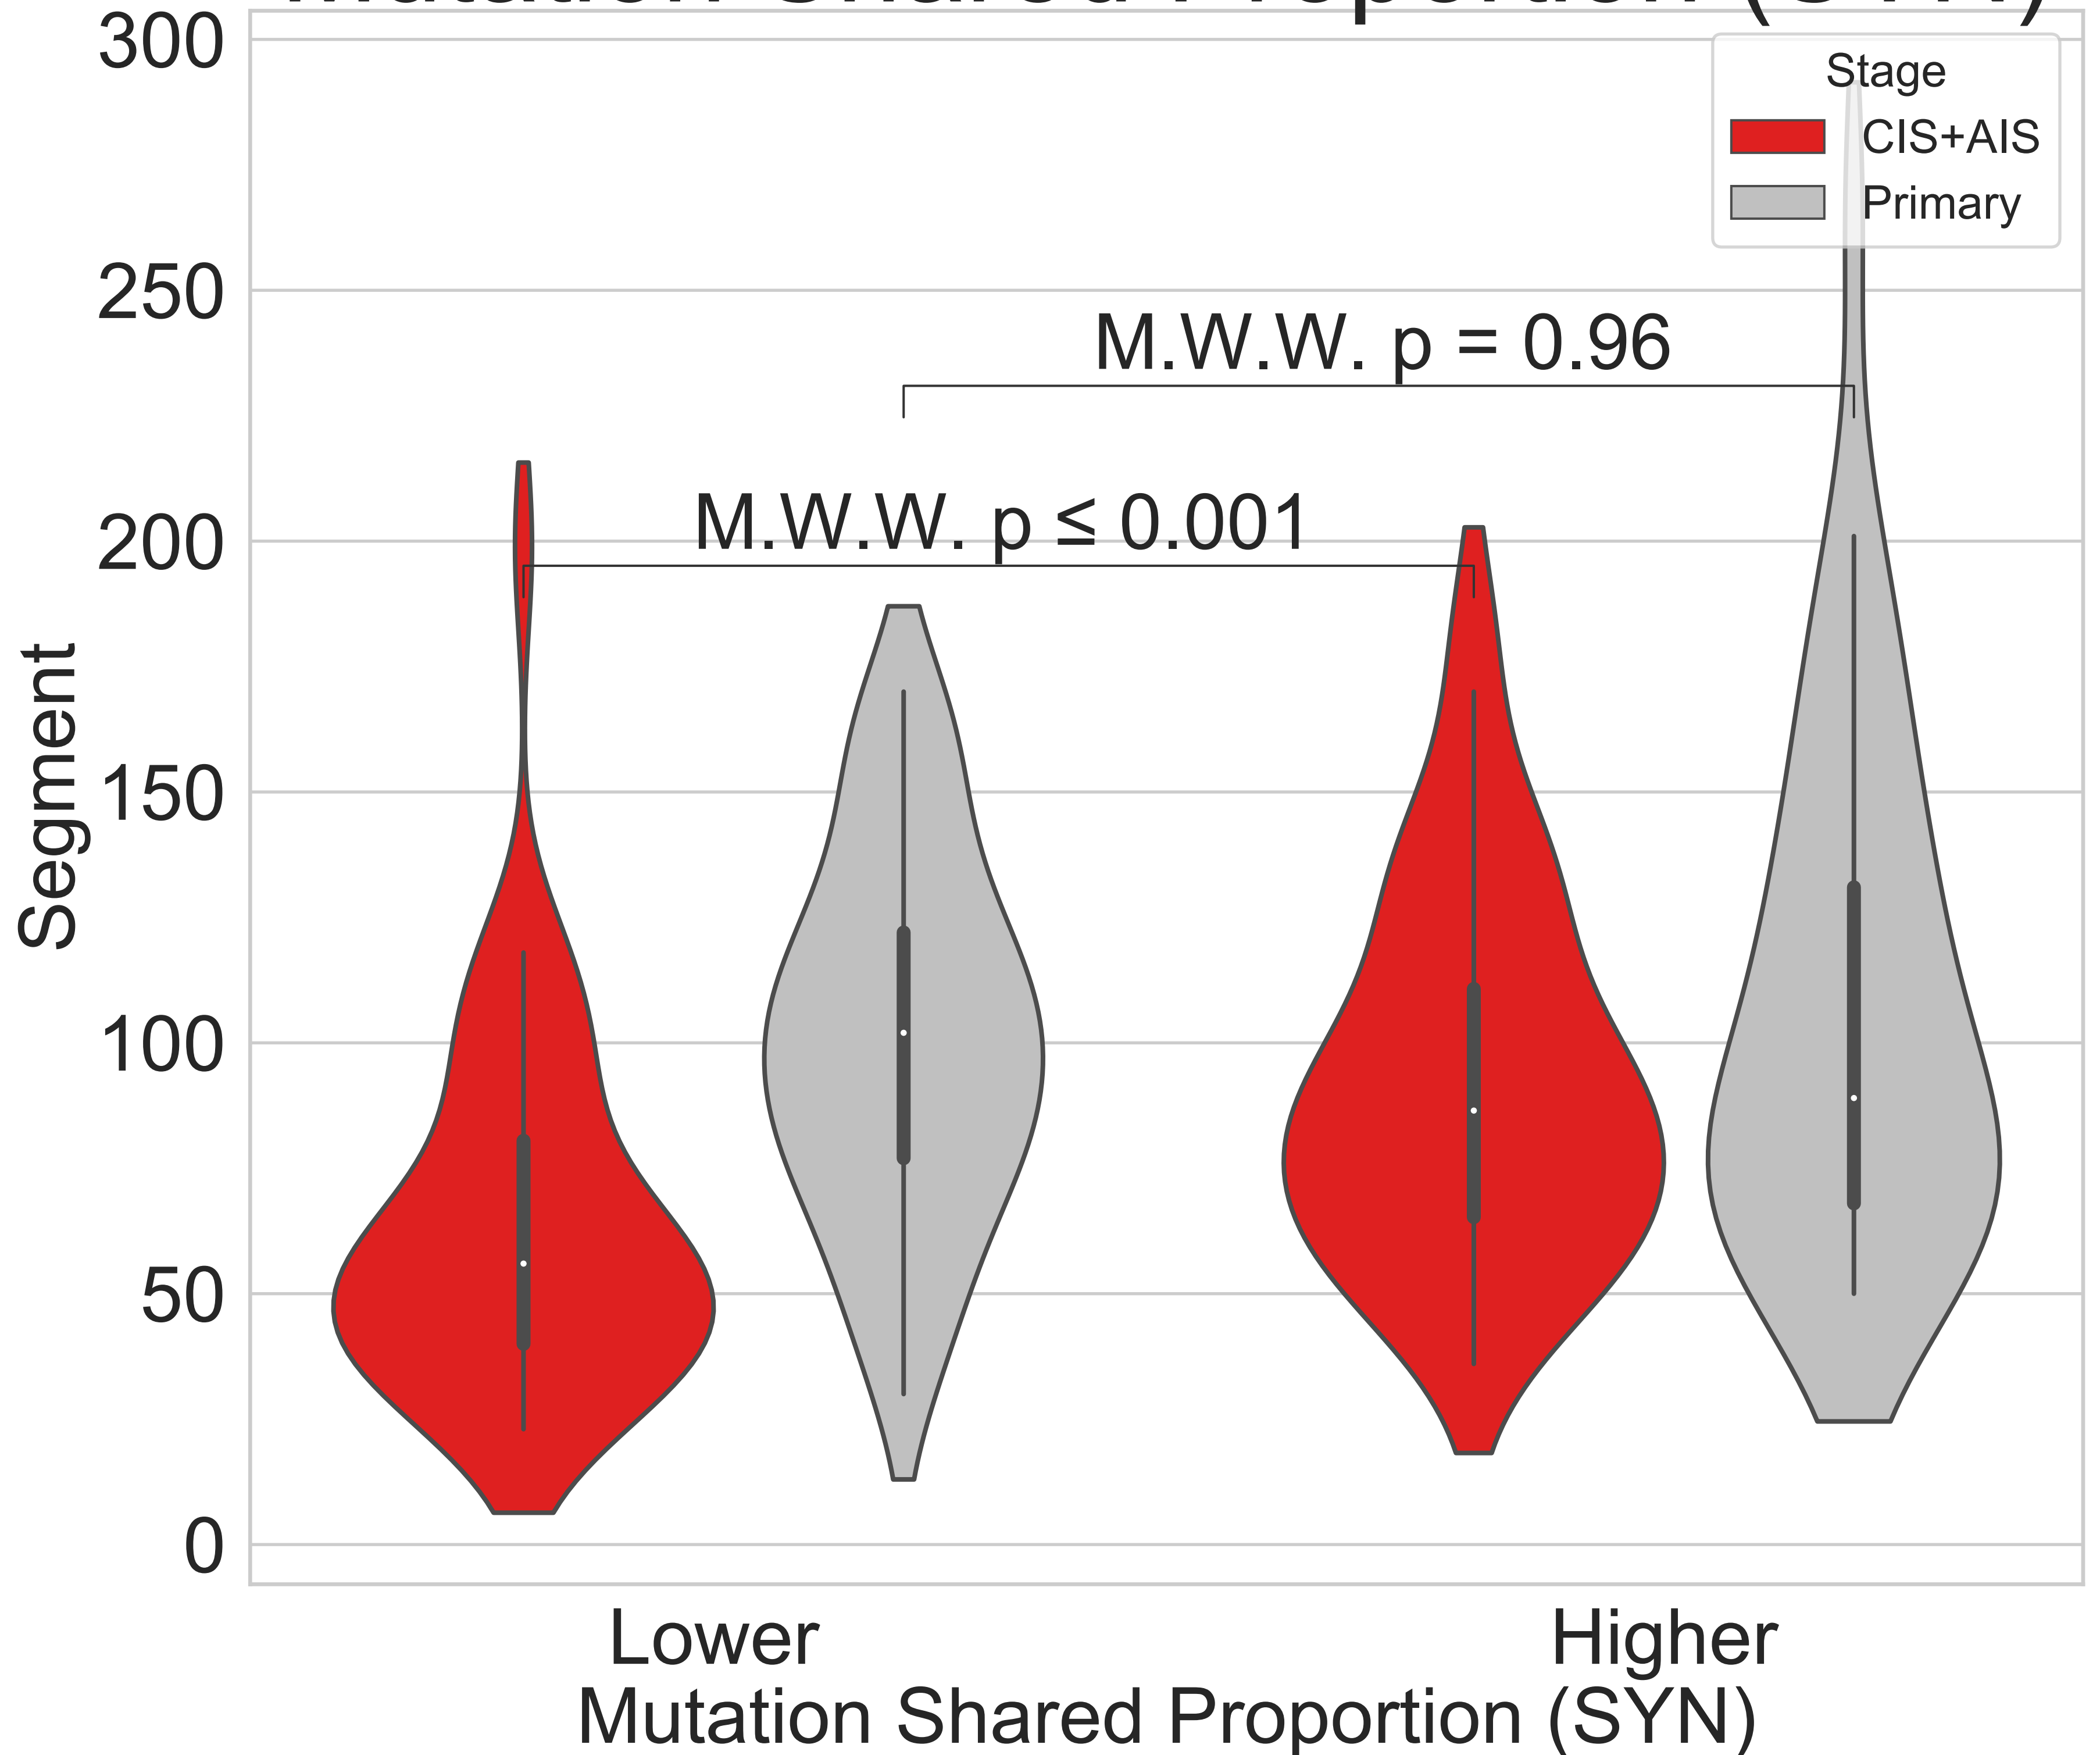 300
250
200
150
100
50
0
Segment
Stage
CIS+AIS
Primary
M.W.W. p = 0.96
M.W.W. p ≤ 0.001
Lower
Higher
Mutation Shared Proportion (SYN)